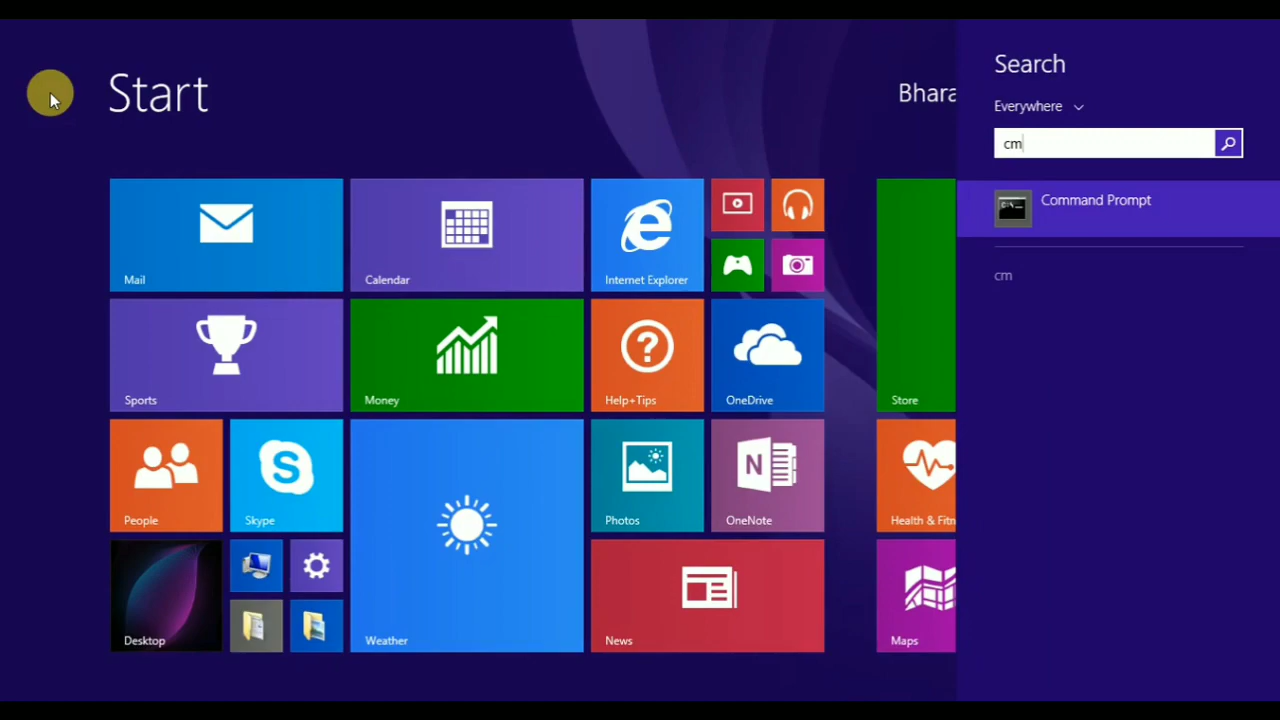 Start
Bhara
Search
Everywhere
cm
Command Prompt
cm
Mail
Calendar
Internet Explorer
Sports
Money
Help+Tips
OneDrive
Store
People
Skype
Weather
Photos
OneNote
Health & Fitn
Desktop
News
Maps